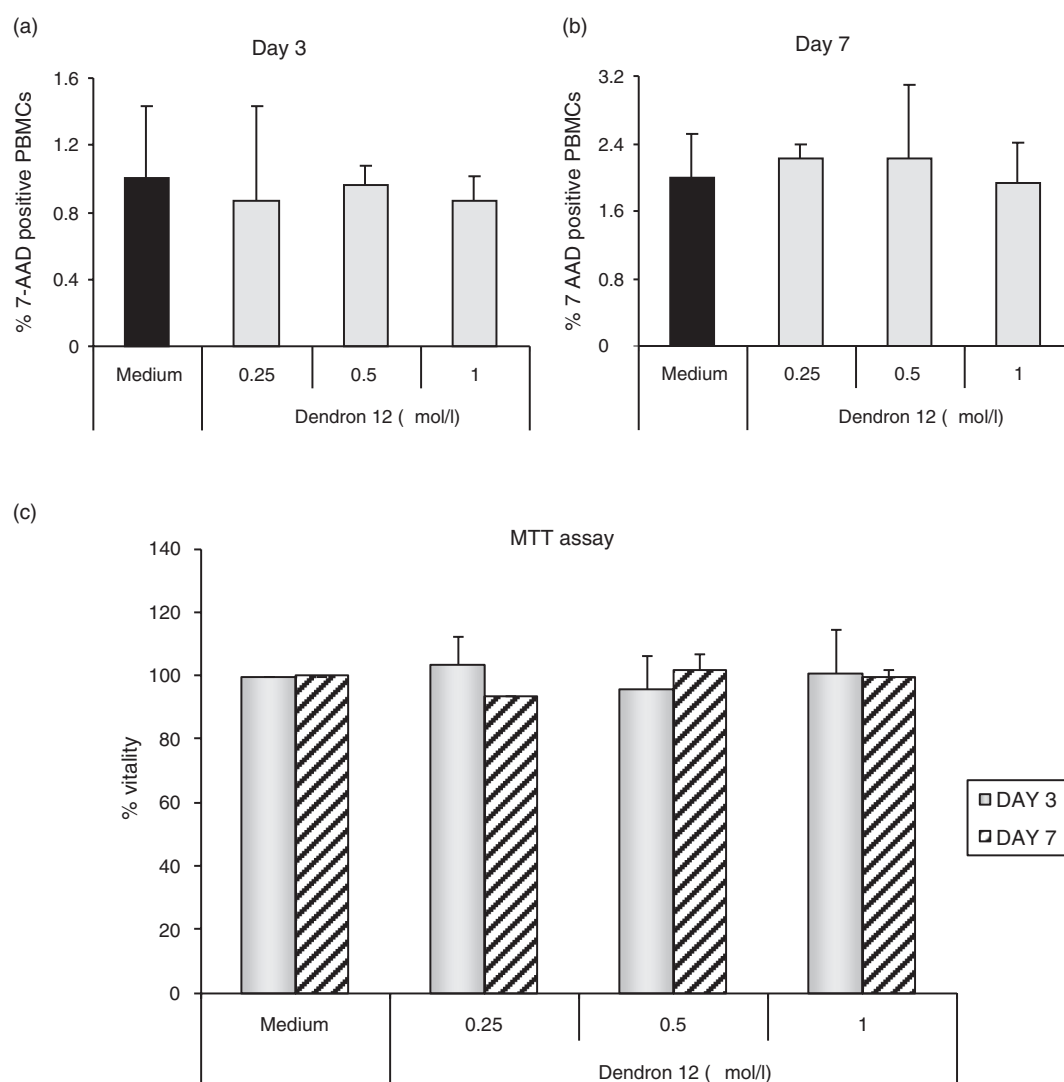 (a)
Day 3
% 7-AAD positive PBMCs
1.6
1.2
0.8
0.4
0
Medium 0.25 0.5 1
Dendron 12 ( mol/l)
(b)
Day 7
% 7 AAD positive PBMCs
3.2
2.4
1.6
0.8
0
Medium 0.25 0.5 1
Dendron 12 ( mol/l)
(c)
MTT assay
% vitality
140
120
100
80
60
40
20
0
Medium 0.25 0.5 1
Dendron 12 ( mol/l)
DAY 3
DAY 7